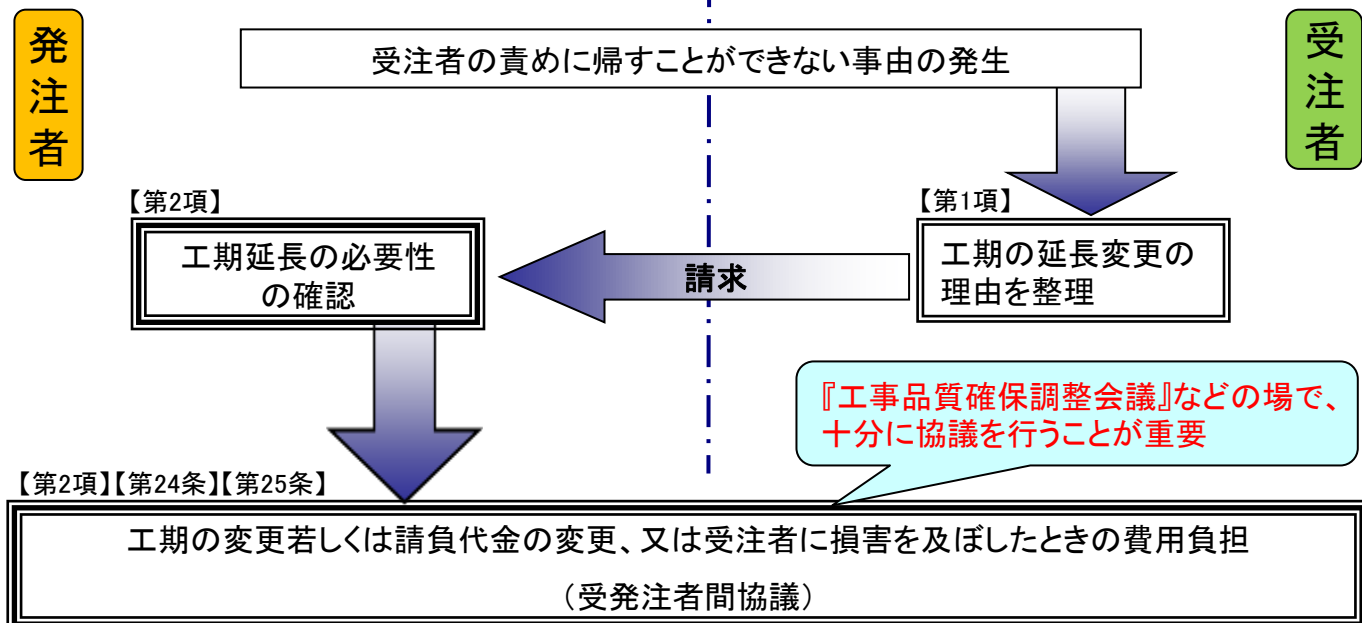 発注者
受注者
受注者の責めに帰すことができない事由の発生
【第1項】
工期の延長変更の
理由を整理
請求
【第2項】
工期延長の必要性
の確認
『工事品質確保調整会議』などの場で、
十分に協議を行うことが重要
【第2項】【第24条】【第25条】
工期の変更若しくは請負代金の変更、又は受注者に損害を及ぼしたときの費用負担
（受発注者間協議）